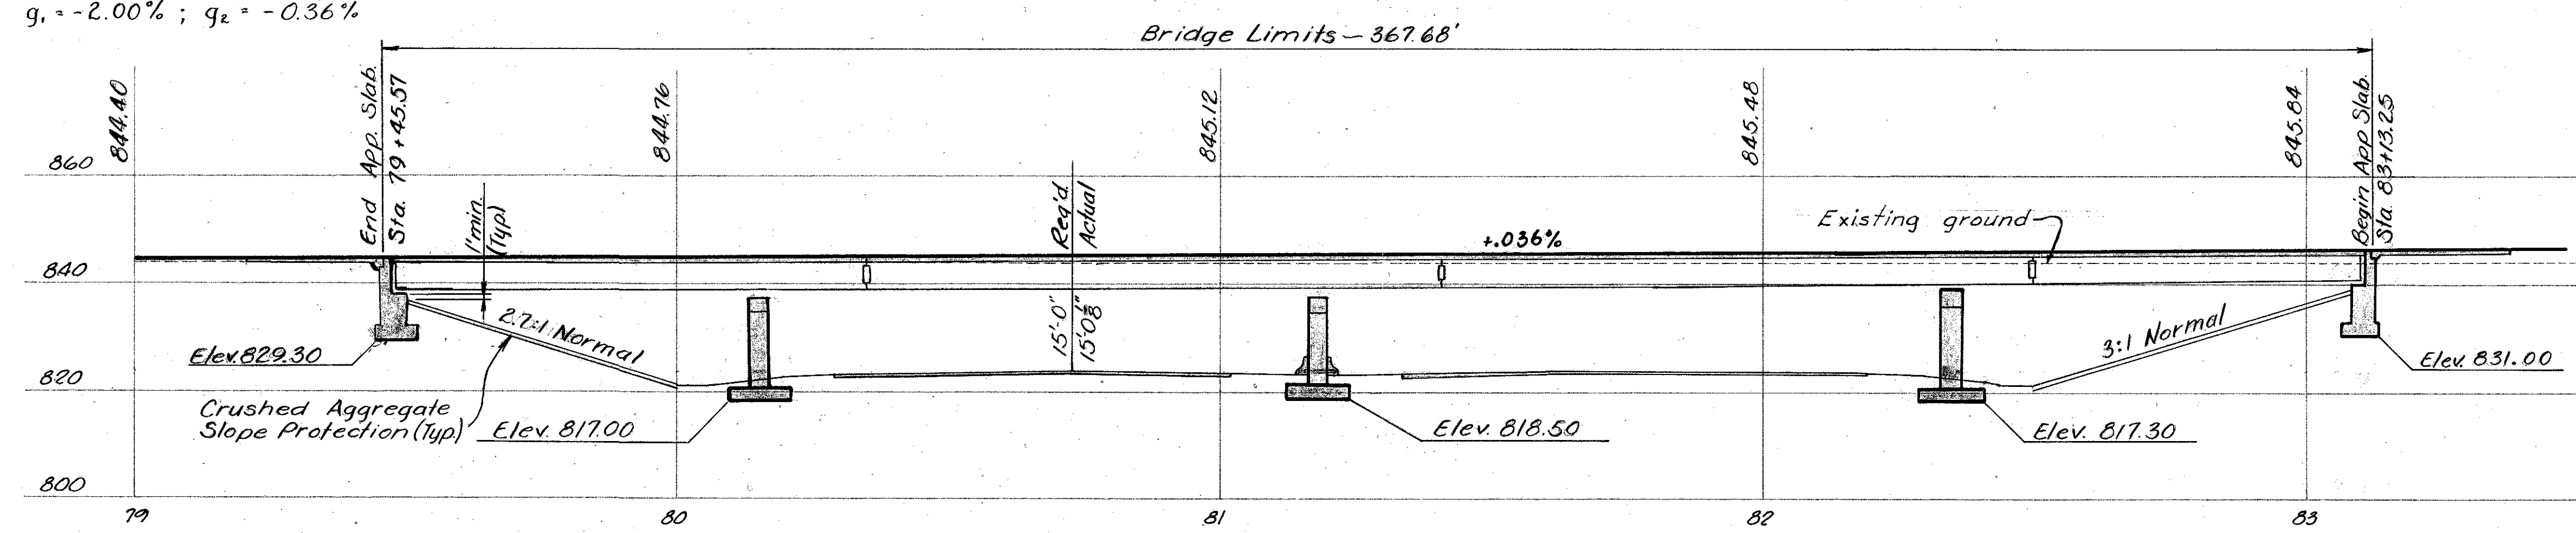 g₁ = -2.00% ; g₂ = -0.36%
Bridge Limits – 367.68'
844.40
End App. Slab.
Sta. 79+45.57
844.76
845.12
845.48
845.84
Begin App Slab.
Sta. 83+13.25
860
1' min.
(Typ.)
Req'd.
Actual
+.036%
Existing ground
840
15'-0"
15'-0⅛"
2.2:1 Normal
3:1 Normal
Elev. 829.30
Elev. 831.00
820
Crushed Aggregate
Slope Protection (Typ.)
Elev. 817.00
Elev. 818.50
Elev. 817.30
800
79
80
81
82
83